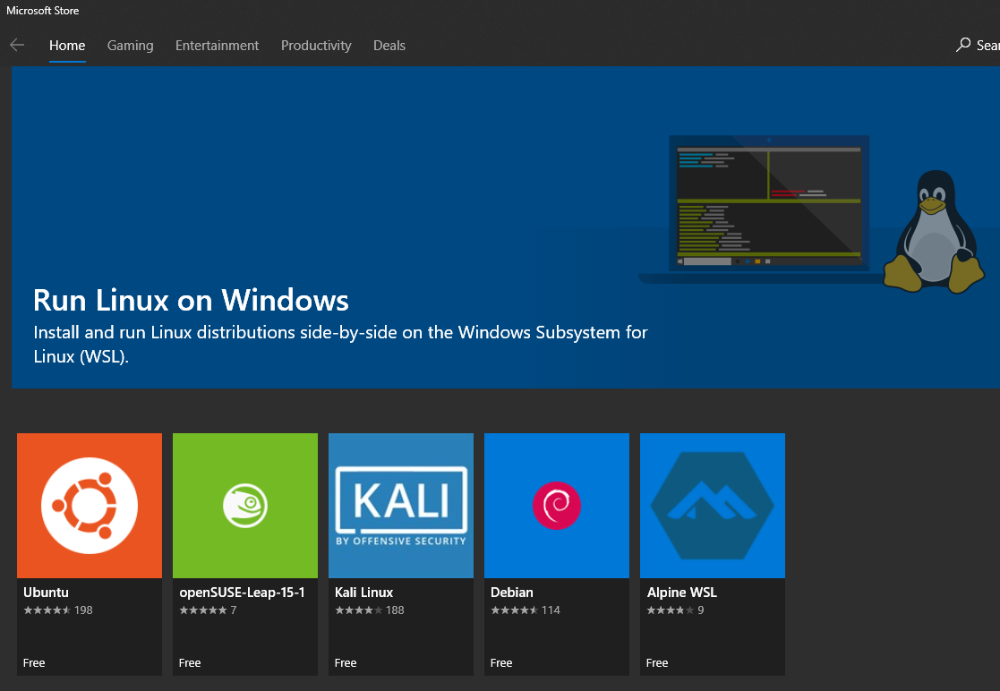 Microsoft Store
Home Gaming Entertainment Productivity Deals
Run Linux on Windows
Install and run Linux distributions side-by-side on the Windows Subsystem for
Linux (WSL).
KALI
BY OFFENSIVE SECURITY
Ubuntu openSUSE-Leap-15-1 Kali Linux Debian Alpine WSL
198 7 188 114 9
Free Free Free Free Free